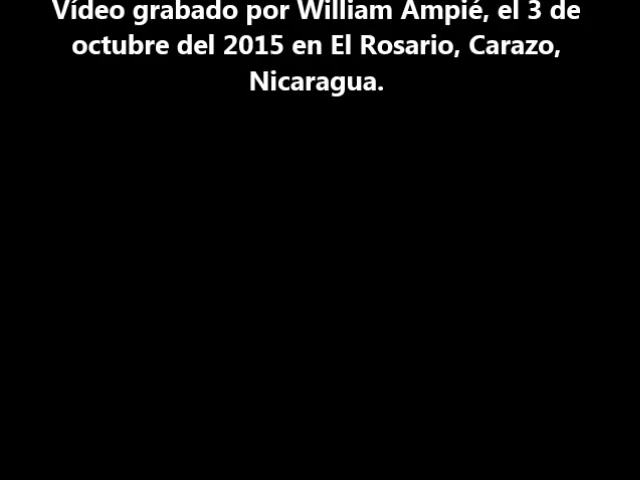 Vídeo grabado por William Ampié, el 3 de
octubre del 2015 en El Rosario, Carazo,
Nicaragua.